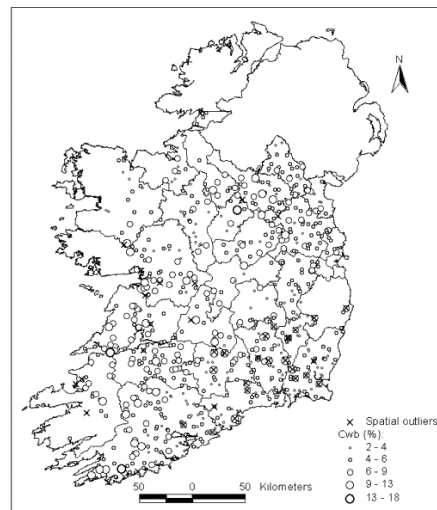 N
× Spatial outliers
Cwb (%):
2 - 4
4 - 6
6 - 9
9 - 13
13 - 18
50 0 50 Kilometers